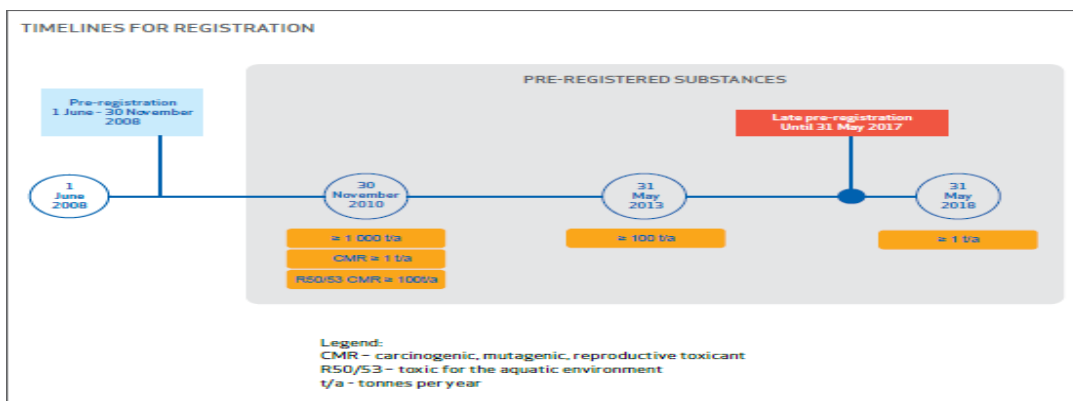 TIMELINES FOR REGISTRATION
PRE-REGISTERED SUBSTANCES
Pre-registration
1 June - 30 November
2008
Late pre-registration
Until 31 May 2017
1
June
2008
30
November
2010
31
May
2013
31
May
2018
≥ 1 000 t/a
CMR ≥ 1 t/a
R50/53 CMR ≥ 100t/a
≥ 100 t/a
≥ 1 t/a
Legend:
CMR – carcinogenic, mutagenic, reproductive toxicant
R50/53 – toxic for the aquatic environment
t/a - tonnes per year